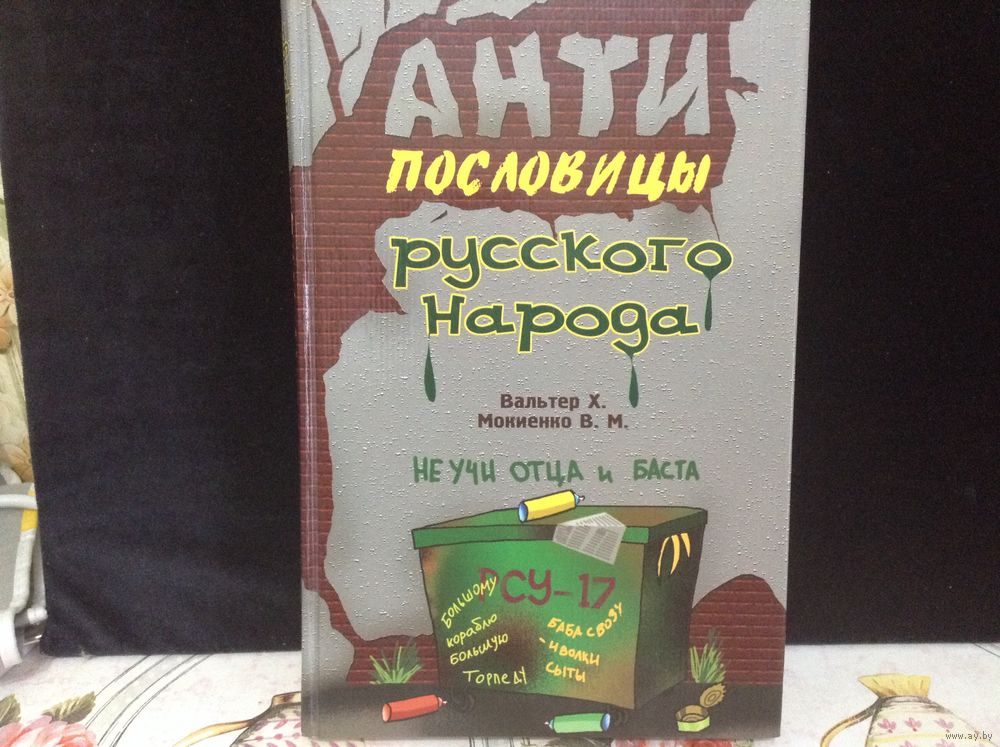 АНТИ
ПОСЛОВИЦЫ
русского
Народа
Вальтер Х.
Мокиенко В. М.
НЕ УЧИ ОТЦА и БАСТА
РСУ-17
БОЛЬШОМУ
кораблю
БОЛЬШУЮ
ТОРПЕДУ
БАБА С ВОЗУ
- И ВОЛКИ
СЫТЫ
www.ay.by